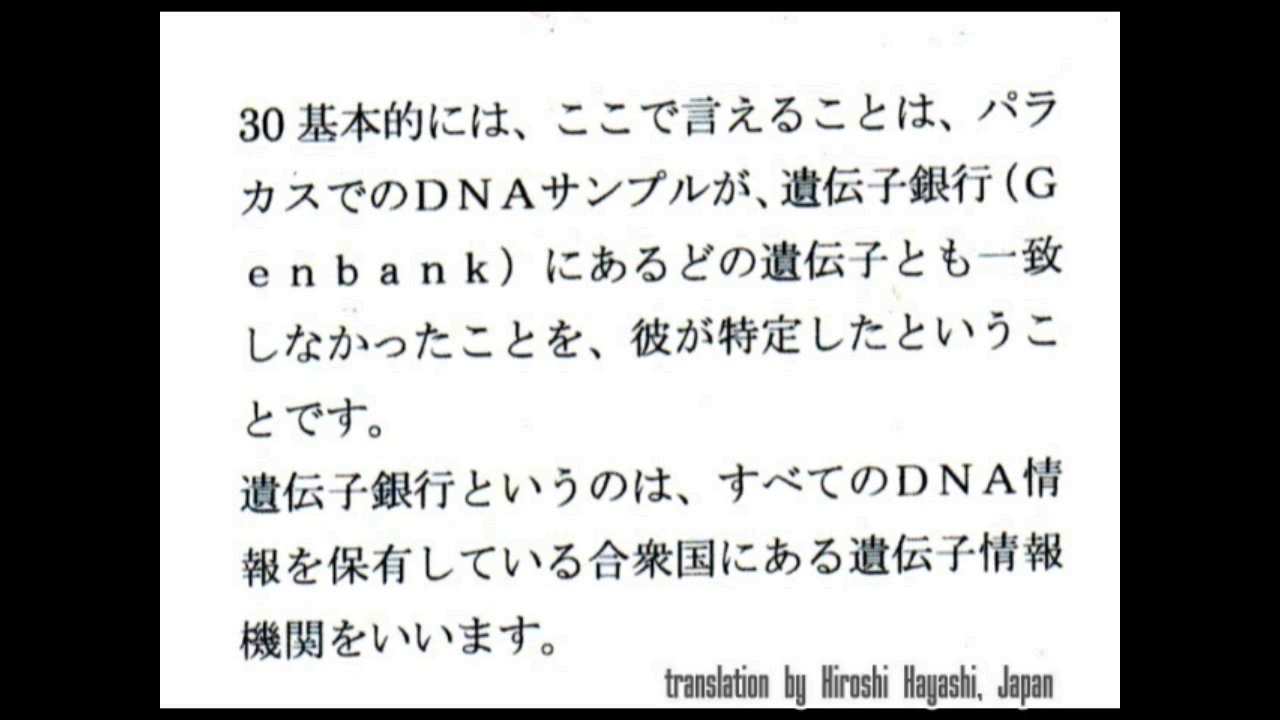 30 基本的には、ここで言えることは、パラ
カスでのＤＮＡサンプルが、遺伝子銀行（Ｇ
ｅｎｂａｎｋ）にあるどの遺伝子とも一致
しなかったことを、彼が特定したというこ
とです。
遺伝子銀行というのは、すべてのＤＮＡ情
報を保有している合衆国にある遺伝子情報
機関をいいます。
translation by Hiroshi Hayashi, Japan